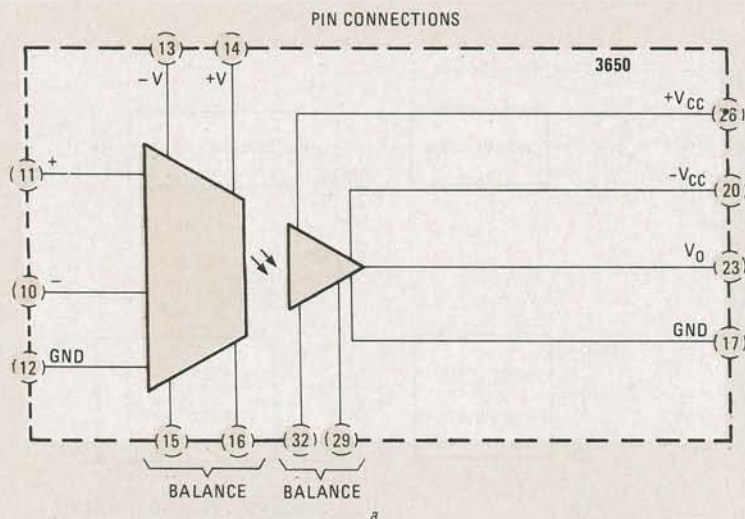 PIN CONNECTIONS
(13) (14)
-V +V
3650
+VCC (26)
(11) +
-VCC (20)
(10) -
VO (23)
(12) GND
GND (17)
(15) (16) (32) (29)
BALANCE BALANCE
a